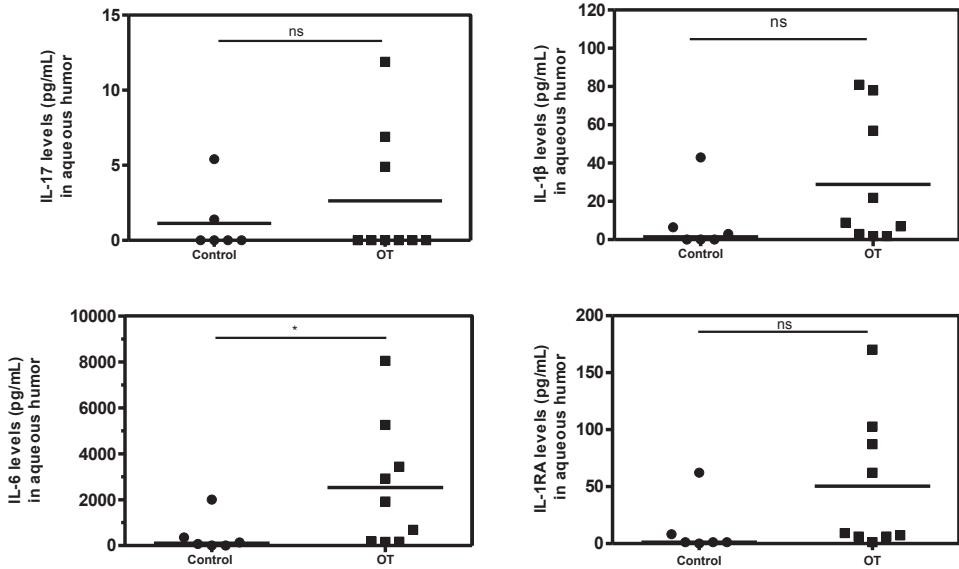 IL-17 levels (pg/mL)
in aqueous humor
15
10
5
0
ns
Control
OT
IL-1β levels (pg/mL)
in aqueous humor
120
100
80
60
40
20
0
ns
Control
OT
IL-6 levels (pg/mL)
in aqueous humor
10000
8000
6000
4000
2000
0
*
Control
OT
IL-1RA levels (pg/mL)
in aqueous humor
200
150
100
50
0
ns
Control
OT